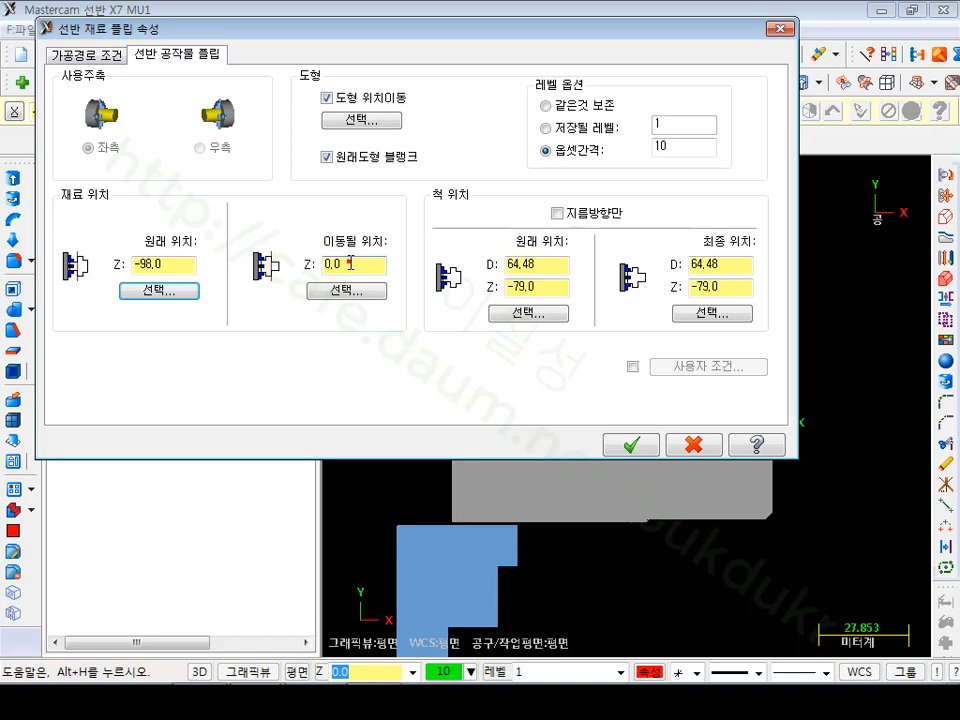 Mastercam 선반 X7 MU1
F:파일
선반 재료 플립 속성
가공경로 조건
선반 공작물 플립
사용주축
좌측
우측
도형
도형 위치이동
선택...
원래도형 블랭크
레벨 옵션
같은것 보존
저장될 레벨:
1
옵셋간격:
10
재료 위치
원래 위치:
Z: -98,0
선택...
이동될 위치:
Z: 0,0
선택...
척 위치
지름방향만
원래 위치:
D: 64,48
Z: -79,0
선택...
최종 위치:
D: 64,48
Z: -79,0
선택...
사용자 조건...
Y
X
공
X
Y
X
그래픽뷰:평면 WCS:평면 공구/작업평면:평면
27.853
미터계
도움말은, Alt+H를 누르시오.
3D
그래픽뷰
평면
Z 0.0
10
레벨 1
속성
WCS
그룹
!
?